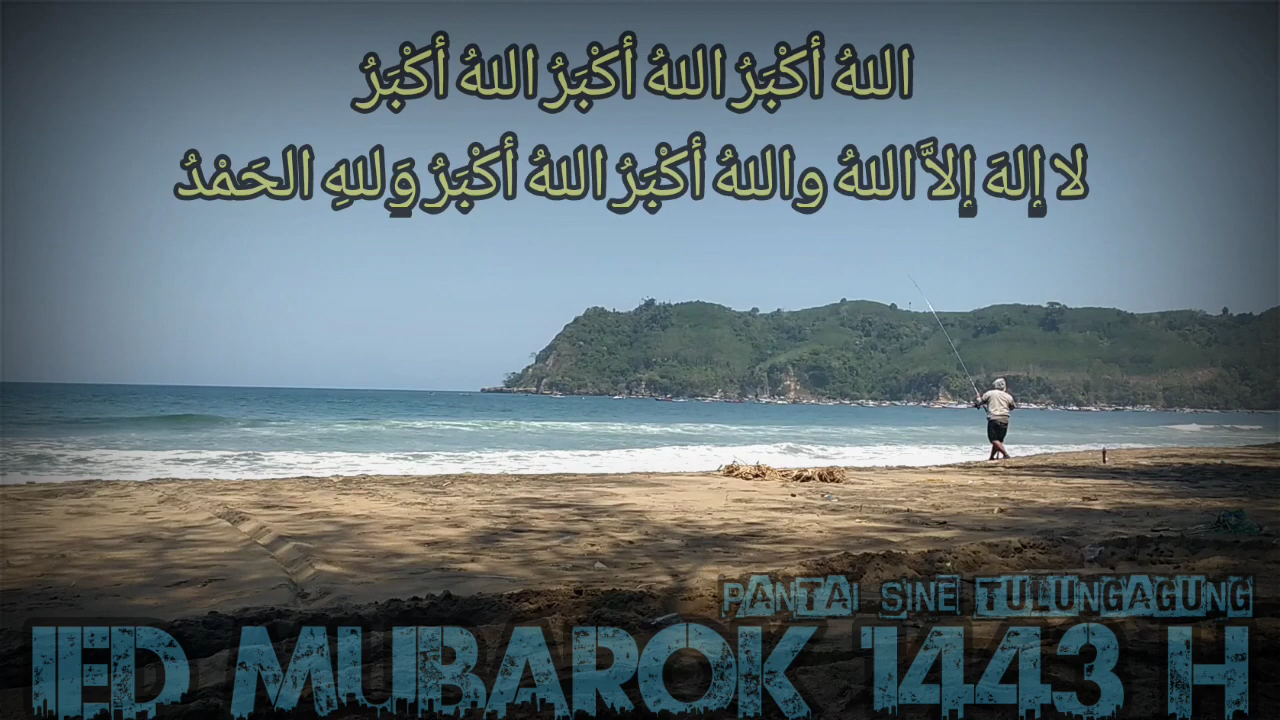 اللهُ أكْبَرُ اللهُ أكْبَرُ اللهُ أكْبَرُ
لا إلهَ إلاَّ اللهُ واللهُ أكْبَرُ اللهُ أكْبَرُ وَللهِ الحَمْدُ
PANTAI SINE TULUNGAGUNG
IED MUBAROK 1443 H